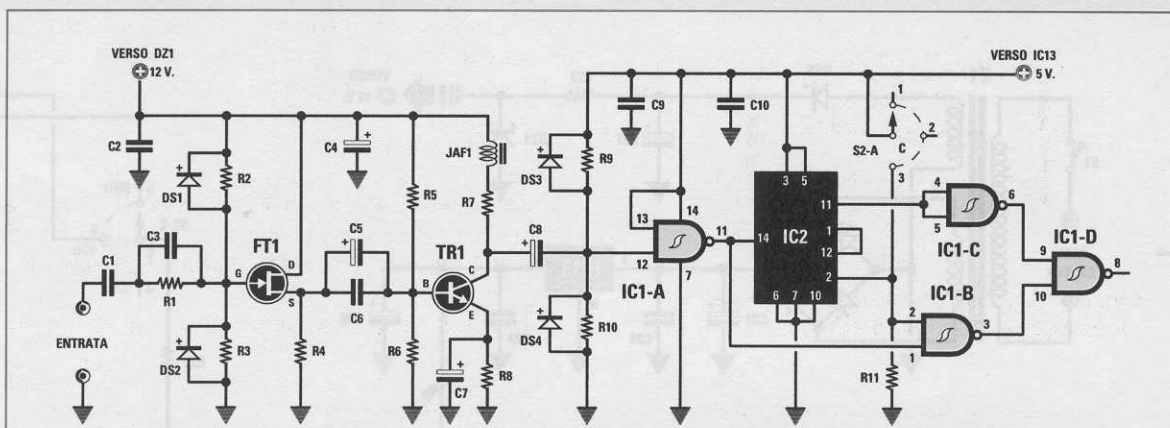 VERSO DZ1
12 V.
VERSO IC13
5 V.
C2
DS1
R2
C4
R5
JAF1
R7
DS3
R9
C9
C10
1
2
C
S2-A
3
C1
C3
R1
FT1
G
D
S
C5
C6
TR1
B
C
E
C8
13
14
12
11
7
IC1-A
3
5
14
IC2
11
1
12
2
6
7
10
4
5
6
IC1-C
IC1-D
9
10
8
IC1-B
2
1
3
ENTRATA
DS2
R3
R4
R6
C7
R8
DS4
R10
R11